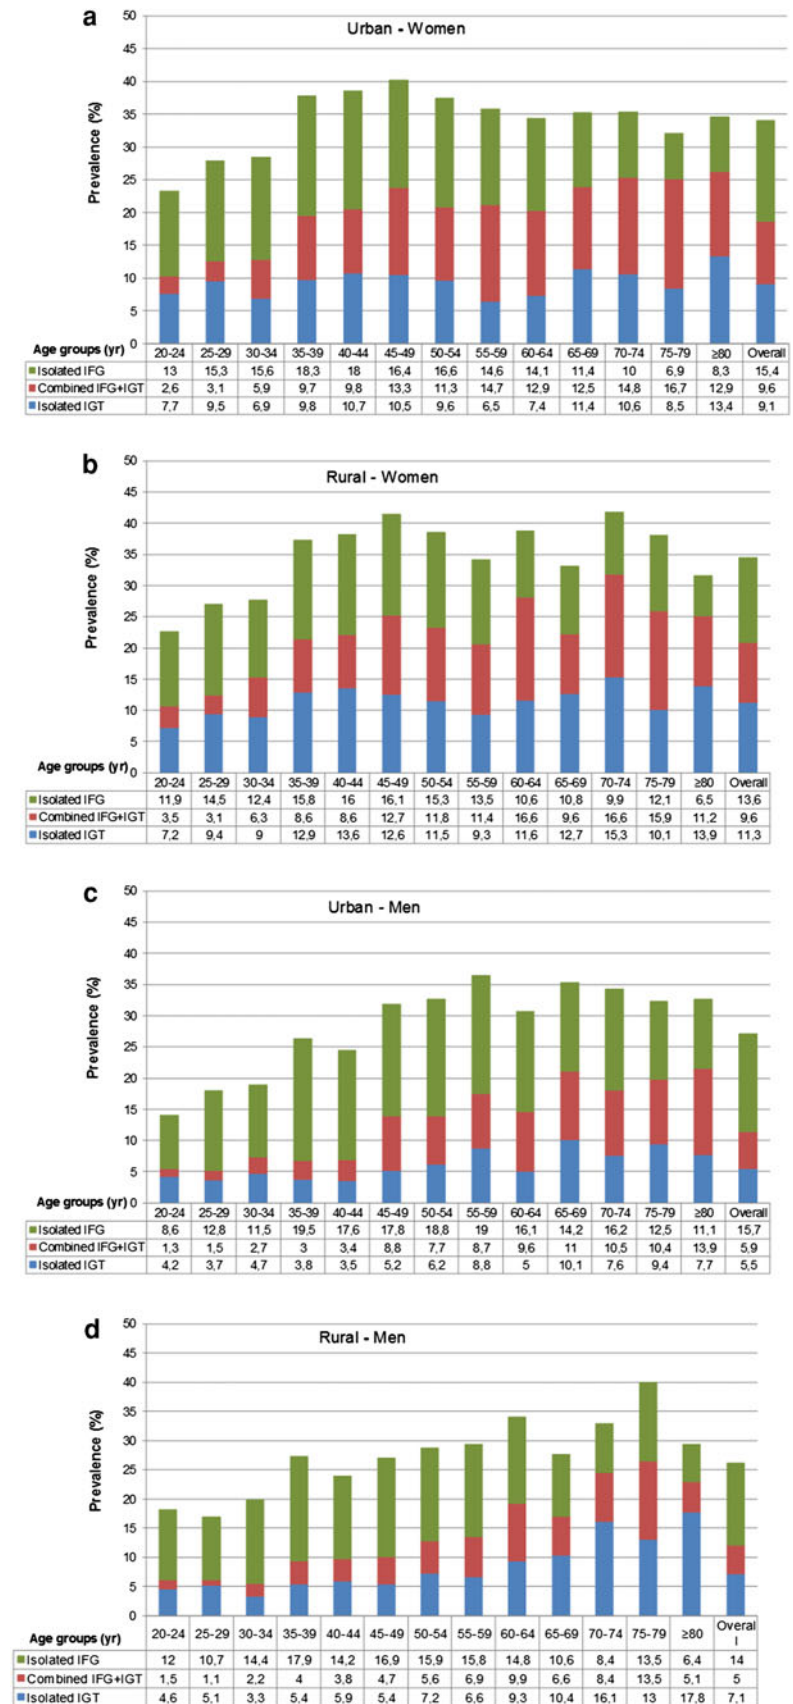 a
Urban - Women
Prevalence (%)
50
45
40
35
30
25
20
15
10
5
0
Age groups (yr) 20-24 25-29 30-34 35-39 40-44 45-49 50-54 55-59 60-64 65-69 70-74 75-79 ≥80 Overall
Isolated IFG 13 15,3 15,6 18,3 18 16,4 16,6 14,6 14,1 11,4 10 6,9 8,3 15,4
Combined IFG+IGT 2,6 3,1 5,9 9,7 9,8 13,3 11,3 14,7 12,9 12,5 14,8 16,7 12,9 9,6
Isolated IGT 7,7 9,5 6,9 9,8 10,7 10,5 9,6 6,5 7,4 11,4 10,6 8,5 13,4 9,1
b
Rural - Women
Prevalence (%)
50
45
40
35
30
25
20
15
10
5
0
Age groups (yr) 20-24 25-29 30-34 35-39 40-44 45-49 50-54 55-59 60-64 65-69 70-74 75-79 ≥80 Overall
Isolated IFG 11,9 14,5 12,4 15,8 16 16,1 15,3 13,5 10,6 10,8 9,9 12,1 6,5 13,6
Combined IFG+IGT 3,5 3,1 6,3 8,6 8,6 12,7 11,8 11,4 16,6 9,6 16,6 15,9 11,2 9,6
Isolated IGT 7,2 9,4 9 12,9 13,6 12,6 11,5 9,3 11,6 12,7 15,3 10,1 13,9 11,3
c
Urban - Men
Prevalence (%)
50
45
40
35
30
25
20
15
10
5
0
Age groups (yr) 20-24 25-29 30-34 35-39 40-44 45-49 50-54 55-59 60-64 65-69 70-74 75-79 ≥80 Overall
Isolated IFG 8,6 12,8 11,5 19,5 17,6 17,8 18,8 19 16,1 14,2 16,2 12,5 11,1 15,7
Combined IFG+IGT 1,3 1,5 2,7 3 3,4 8,8 7,7 8,7 9,6 11 10,5 10,4 13,9 5,9
Isolated IGT 4,2 3,7 4,7 3,8 3,5 5,2 6,2 8,8 5 10,1 7,6 9,4 7,7 5,5
d
Rural - Men
Prevalence (%)
50
45
40
35
30
25
20
15
10
5
0
Age groups (yr) 20-24 25-29 30-34 35-39 40-44 45-49 50-54 55-59 60-64 65-69 70-74 75-79 ≥80 Overal
l
Isolated IFG 12 10,7 14,4 17,9 14,2 16,9 15,9 15,8 14,8 10,6 8,4 13,5 6,4 14
Combined IFG+IGT 1,5 1,1 2,2 4 3,8 4,7 5,6 6,9 9,9 6,6 8,4 13,5 5,1 5
Isolated IGT 4,6 5,1 3,3 5,4 5,9 5,4 7,2 6,6 9,3 10,4 16,1 13 17,8 7,1